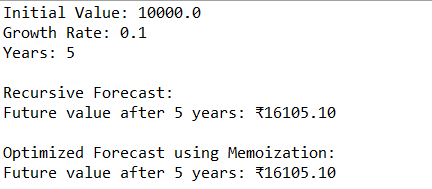 Initial Value: 10000.0
Growth Rate: 0.1
Years: 5
Recursive Forecast:
Future value after 5 years: ₹16105.10
Optimized Forecast using Memoization:
Future value after 5 years: ₹16105.10